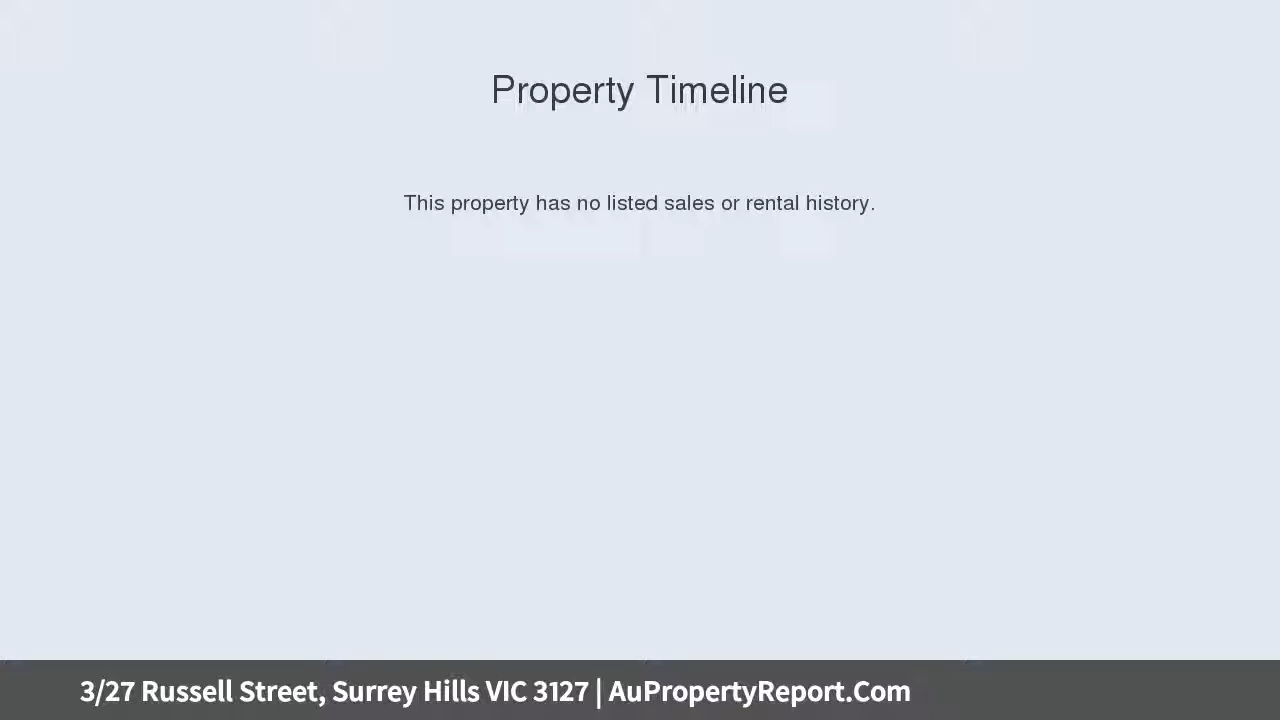 Property Timeline
This property has no listed sales or rental history.
3/27 Russell Street, Surrey Hills VIC 3127 | AuPropertyReport.Com